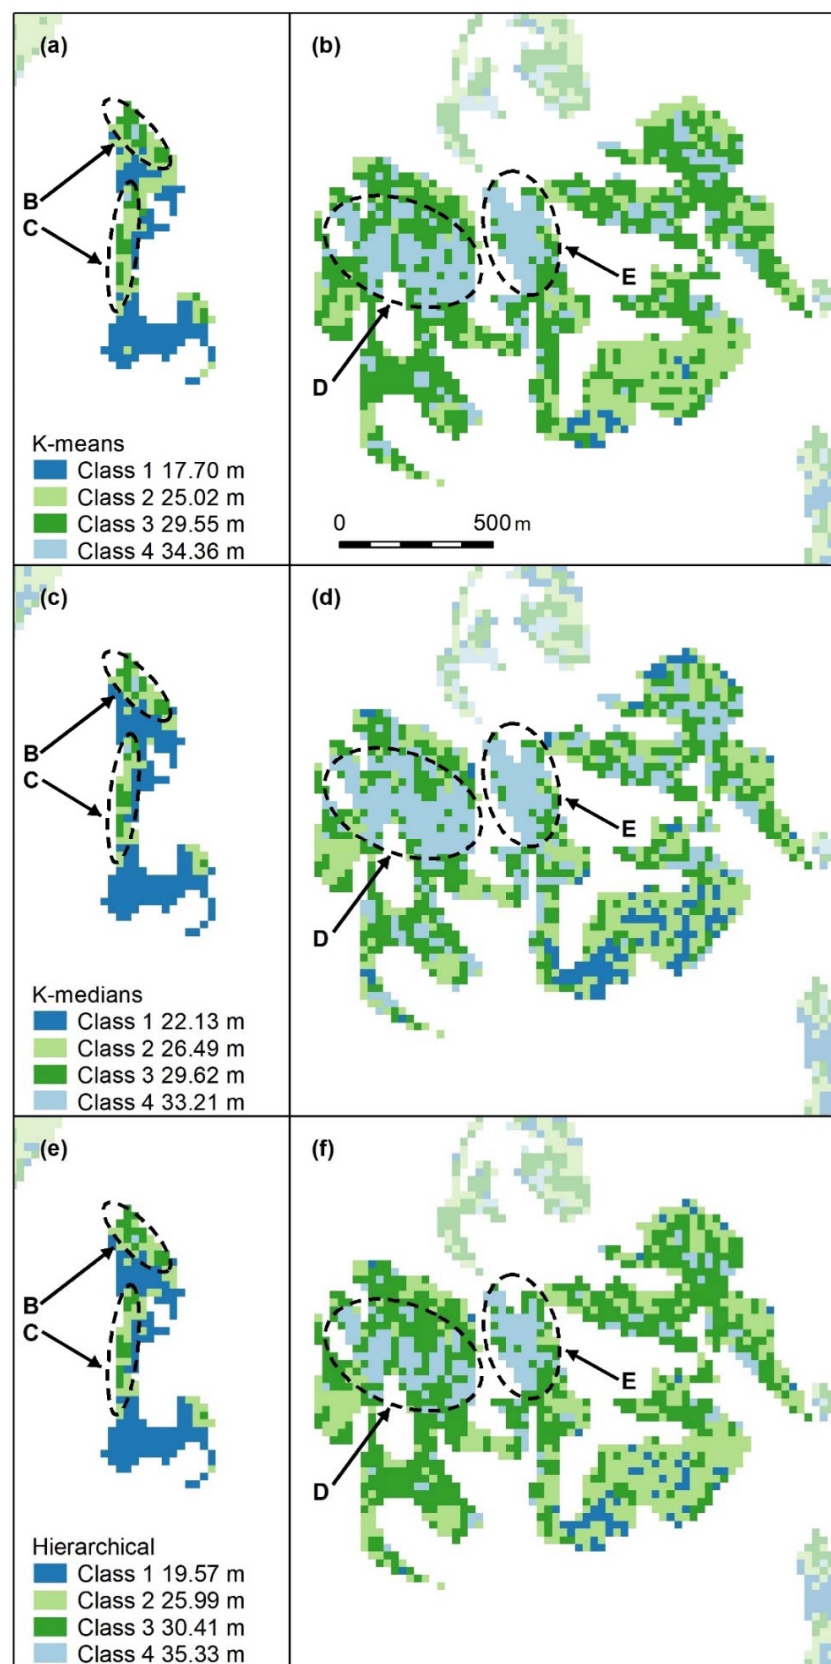 (a)
(b)
B
C
E
D
K-means
Class 1 17.70 m
Class 2 25.02 m
Class 3 29.55 m
Class 4 34.36 m
0 500 m
(c)
(d)
B
C
E
D
K-medians
Class 1 22.13 m
Class 2 26.49 m
Class 3 29.62 m
Class 4 33.21 m
(e)
(f)
B
C
E
D
Hierarchical
Class 1 19.57 m
Class 2 25.99 m
Class 3 30.41 m
Class 4 35.33 m